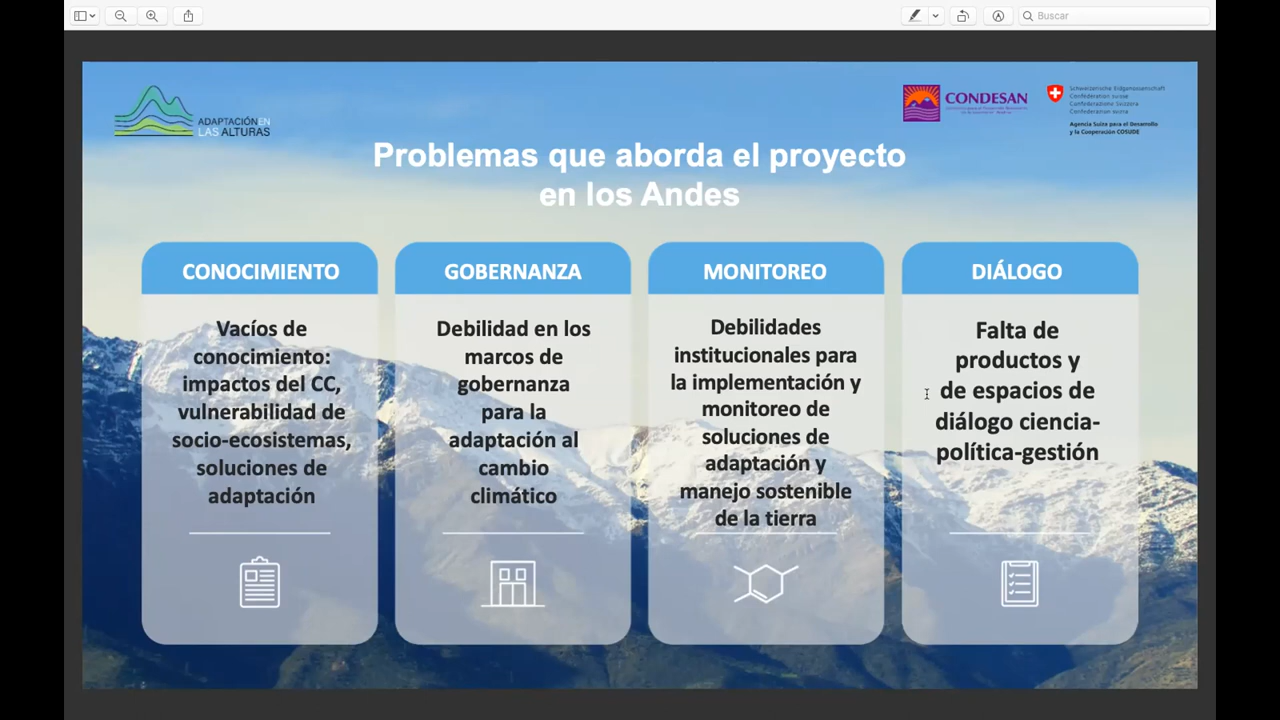 Buscar
ADAPTACIÓN EN
LAS ALTURAS
CONDESAN
Schweizerische Eidgenossenschaft
Confédération suisse
Confederazione Svizzera
Confederaziun svizra
Agencia Suiza para el Desarrollo
y la Cooperación COSUDE
Problemas que aborda el proyecto
en los Andes
CONOCIMIENTO
Vacíos de
conocimiento:
impactos del CC,
vulnerabilidad de
socio-ecosistemas,
soluciones de
adaptación
GOBERNANZA
Debilidad en los
marcos de
gobernanza
para la
adaptación al
cambio
climático
MONITOREO
Debilidades
institucionales para
la implementación y
monitoreo de
soluciones de
adaptación y
manejo sostenible
de la tierra
DIÁLOGO
Falta de
productos y
de espacios de
diálogo ciencia-
política-gestión